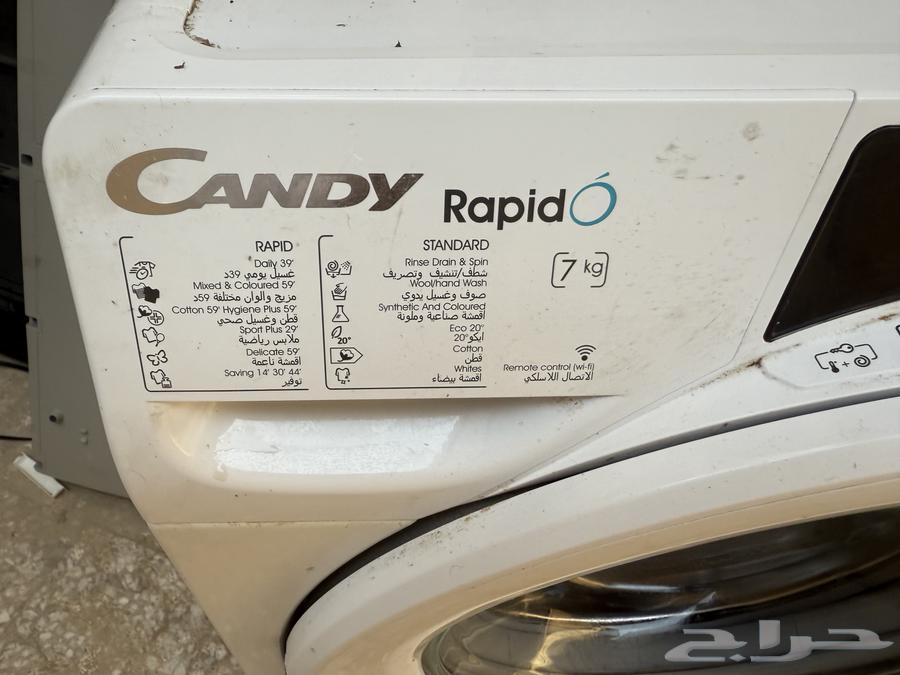 CANDY
RapidÓ
RAPID
Daily 39'
غسيل يومي 39د
Mixed & Coloured 59'
مزيج والوان مختلفة 59د
Cotton 59' Hygiene Plus 59'
قطن وغسيل صحي
Sport Plus 29'
ملابس رياضية
Delicate 59'
اقمشة ناعمة
Saving 14' 30' 44'
توفير
STANDARD
Rinse Drain & Spin
شطف/تنشيف وتصريف
Wool/hand Wash
صوف وغسيل يدوي
Synthetic And Coloured
أقمشة صناعية وملونة
Eco 20°
ايكو °20
20°
Cotton
قطن
Whites
اقمشة بيضاء
7 kg
Remote control (wi-fi)
الاتصال اللاسلكي
حراج